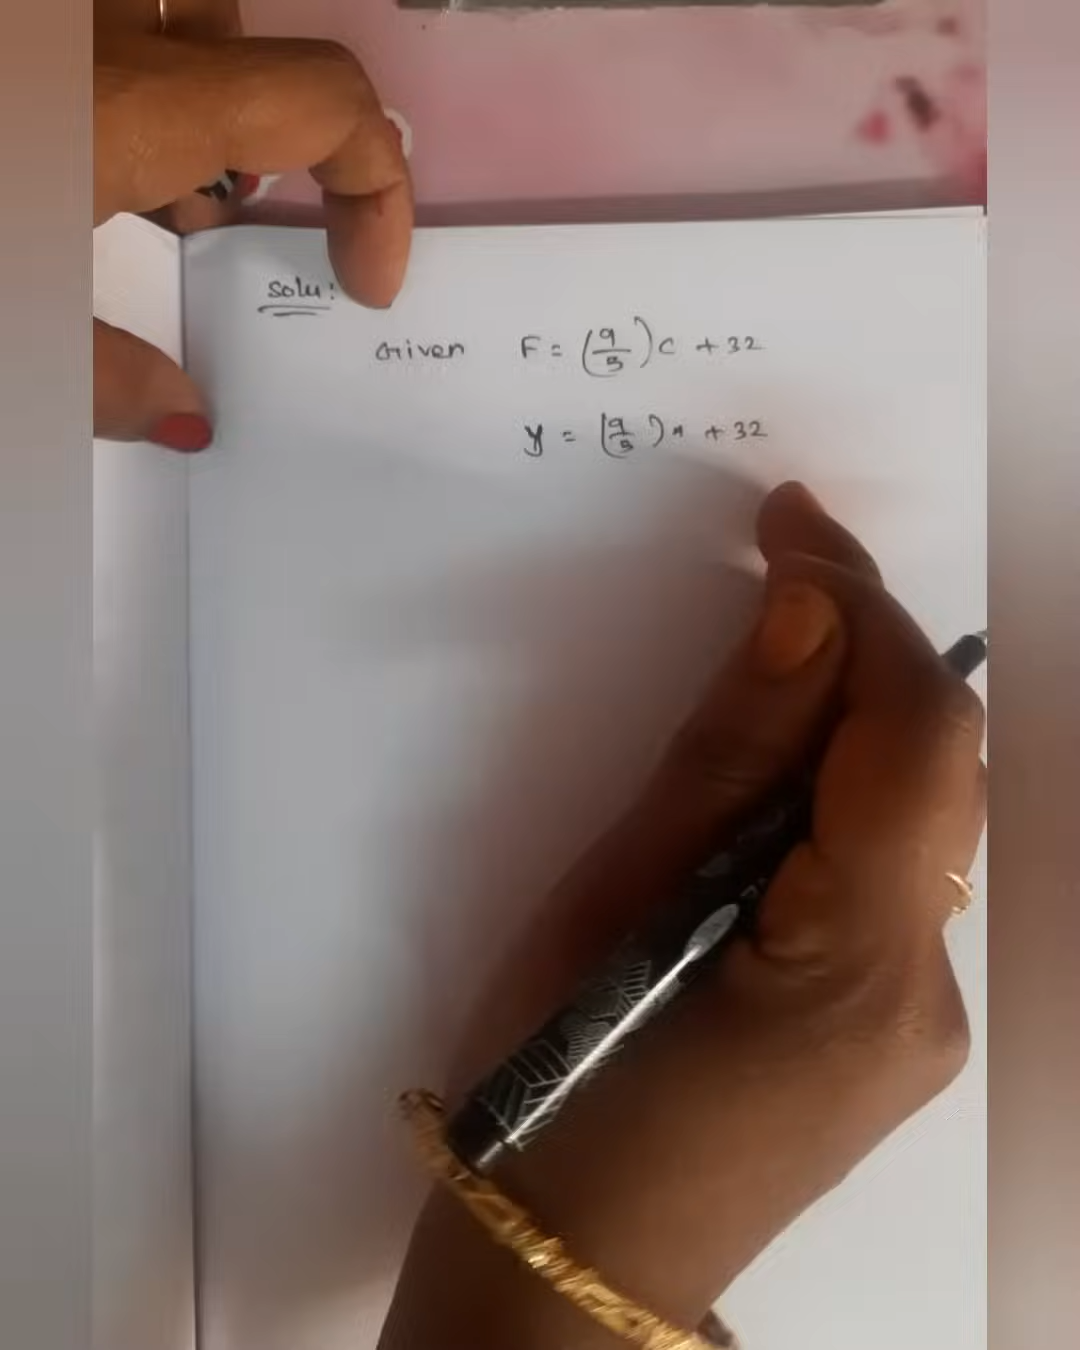 Solu:
Given F = (9/5)C + 32
y = (9/5)x + 32